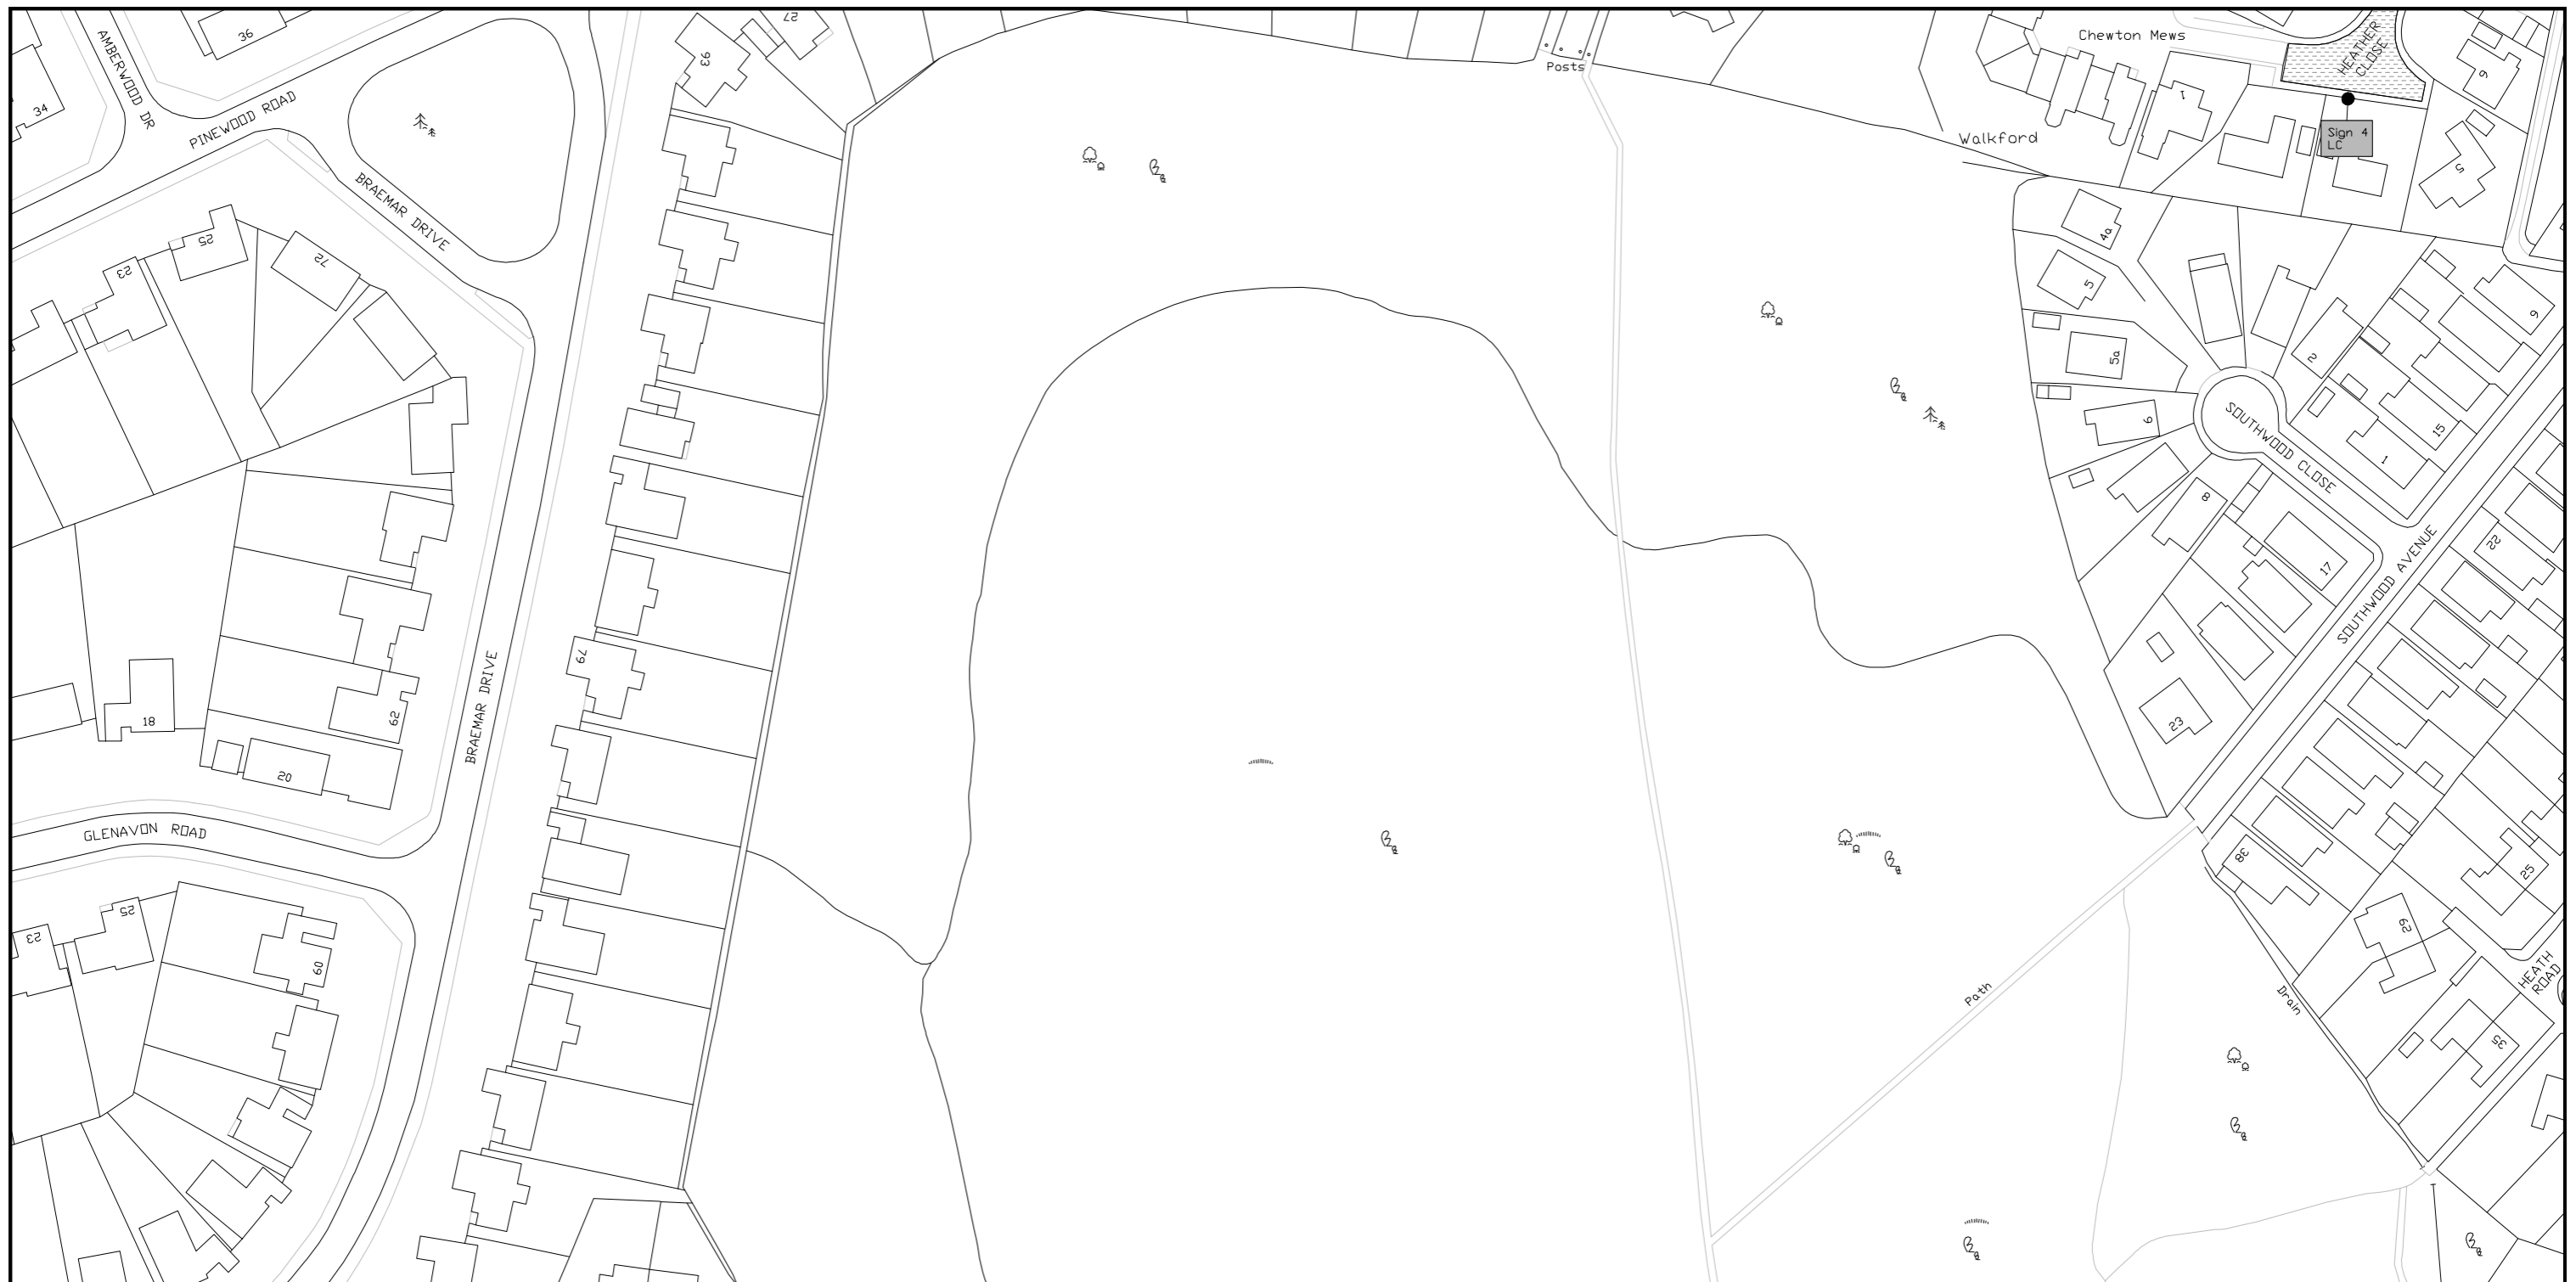 27
36
AMBERWOOD DR
93
Chewton Mews
HEATHER
CLOSE
9
Posts
34
PINEWOOD ROAD
1
Walkford
Sign 4
LC
5
BRAEMAR DRIVE
25
72
23
4a
5
9
5a
2
6
SOUTHWOOD CLOSE
15
1
8
22
17
SOUTHWOOD AVENUE
79
BRAEMAR DRIVE
18
62
23
20
GLENAVON ROAD
38
25
25
29
23
60
HEATH
ROAD
Path
Drain
35